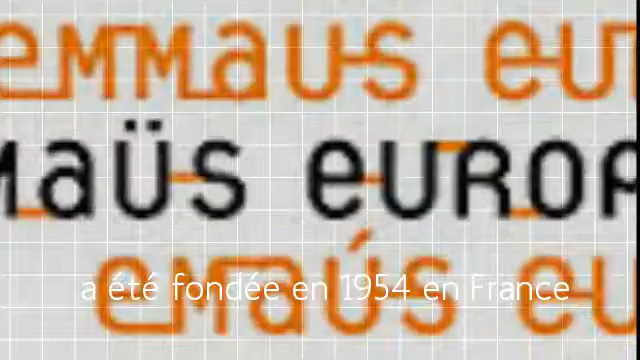 emmaus eu
maüs europ
emaús eu
a été fondée en 1954 en France